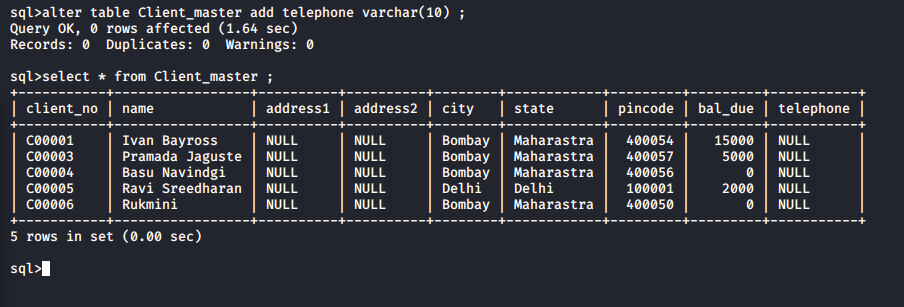 sql>alter table Client_master add telephone varchar(10) ;
Query OK, 0 rows affected (1.64 sec)
Records: 0  Duplicates: 0  Warnings: 0

sql>select * from Client_master ;
+-----------+------------------+----------+----------+--------+------------+---------+---------+-----------+
| client_no | name             | address1 | address2 | city   | state      | pincode | bal_due | telephone |
+-----------+------------------+----------+----------+--------+------------+---------+---------+-----------+
| C00001    | Ivan Bayross     | NULL     | NULL     | Bombay | Maharastra |  400054 |   15000 | NULL      |
| C00003    | Pramada Jaguste  | NULL     | NULL     | Bombay | Maharastra |  400057 |    5000 | NULL      |
| C00004    | Basu Navindgi    | NULL     | NULL     | Bombay | Maharastra |  400056 |       0 | NULL      |
| C00005    | Ravi Sreedharan  | NULL     | NULL     | Delhi  | Delhi      |  100001 |    2000 | NULL      |
| C00006    | Rukmini          | NULL     | NULL     | Bombay | Maharastra |  400050 |       0 | NULL      |
+-----------+------------------+----------+----------+--------+------------+---------+---------+-----------+
5 rows in set (0.00 sec)

sql>